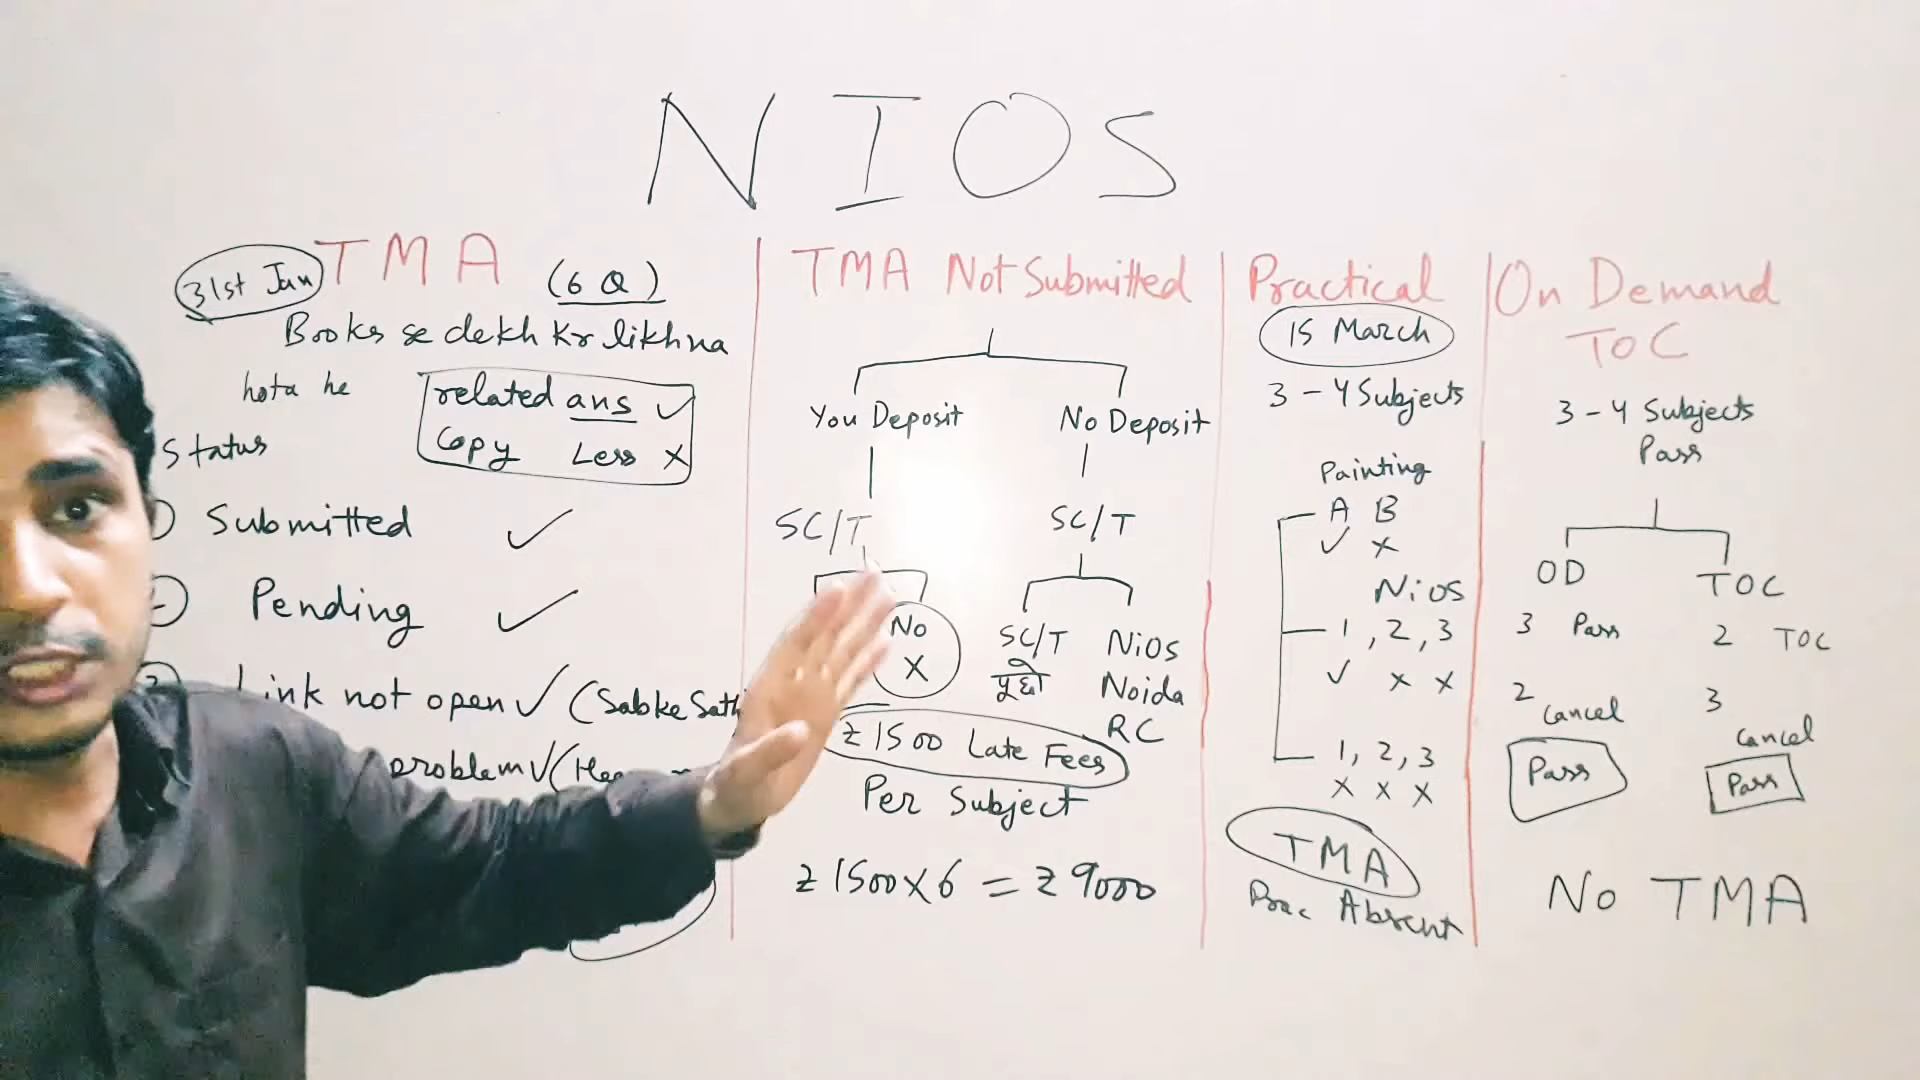 NIOS
31st Jan TMA (6 Q)
Books se dekh kr likhna
hota he
related ans ✓
Copy Less X
Status
Submitted ✓
Pending ✓
ink not open ✓ (Sabke Sath
problem ✓ (
TMA Not Submitted
You Deposit
SC/T
No
X
No Deposit
SC/T
SC/T
पूछो
Nios
Noida
RC
₹1500 Late Fees
Per Subject
₹1500 X 6 = ₹9000
Practical
15 March
3 - 4 Subjects
Painting
A B
✓ X
Nios
1, 2, 3
✓ X X
1, 2, 3
X X X
TMA
Prac Absent
On Demand
TOC
3 - 4 Subjects
Pass
OD
3 Pass
2 Cancel
Pass
TOC
2 TOC
3 Cancel
Pass
No TMA